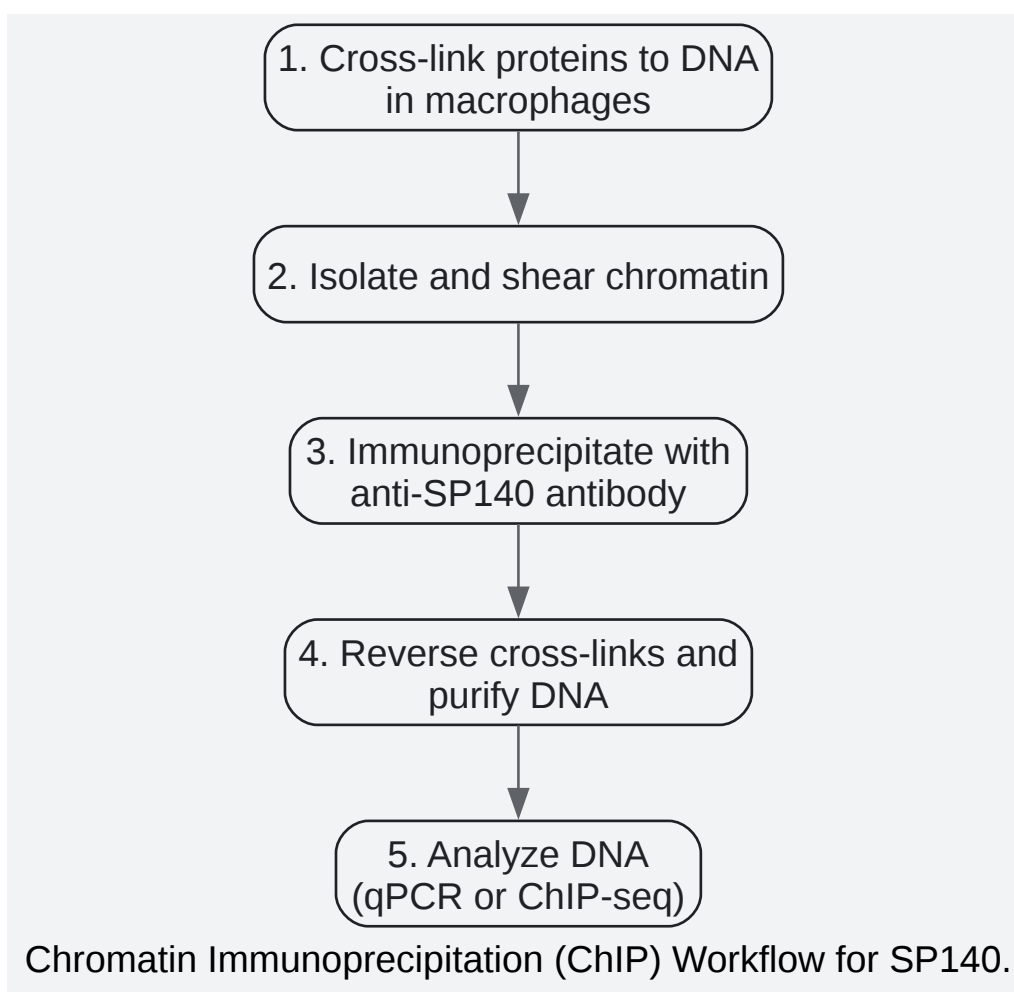 1. Cross-link proteins to DNA
in macrophages
2. Isolate and shear chromatin
3. Immunoprecipitate with
anti-SP140 antibody
4. Reverse cross-links and
purify DNA
5. Analyze DNA
(qPCR or ChIP-seq)
Chromatin Immunoprecipitation (ChIP) Workflow for SP140.